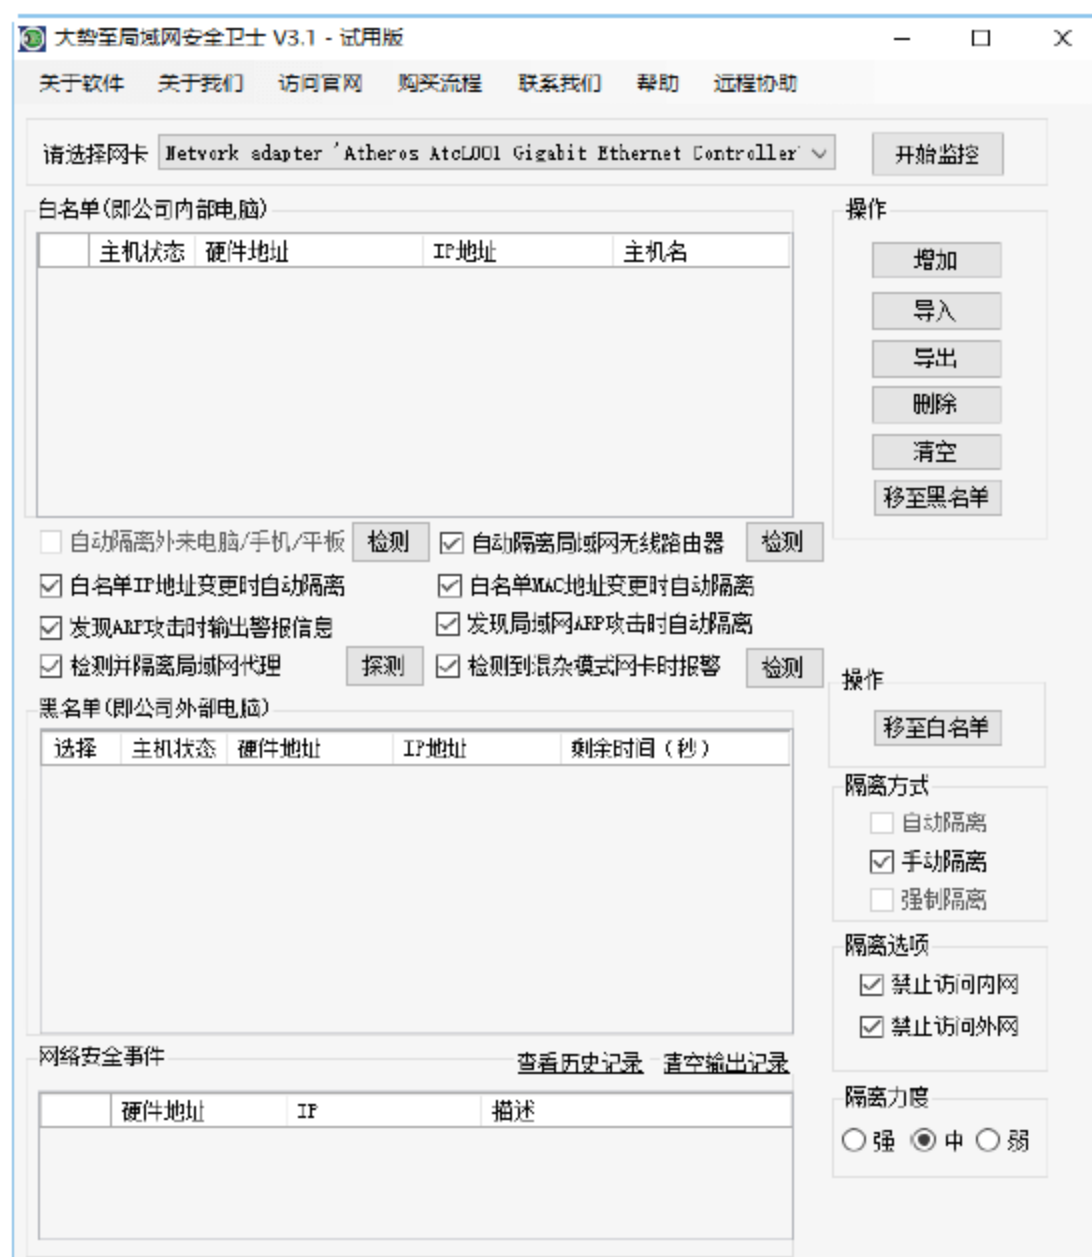 大势至局域网安全卫士 V3.1 - 试用版
关于软件 关于我们 访问官网 购买流程 联系我们 帮助 远程协助
请选择网卡 Network adapter 'Atheros AtcL001 Gigabit Ethernet Controller' 开始监控
白名单(即公司内部电脑) 操作
主机状态 硬件地址 IP地址 主机名
增加
导入
导出
删除
清空
移至黑名单
自动隔离外来电脑/手机/平板 检测 自动隔离局域网无线路由器 检测
白名单IP地址变更时自动隔离 白名单MAC地址变更时自动隔离
发现ARP攻击时输出警报信息 发现局域网ARP攻击时自动隔离
检测并隔离局域网代理 探测 检测到混杂模式网卡时报警 检测
操作
黑名单(即公司外部电脑)
移至白名单
选择 主机状态 硬件地址 IP地址 剩余时间（秒）
隔离方式
自动隔离
手动隔离
强制隔离
隔离选项
禁止访问内网
禁止访问外网
网络安全事件 查看历史记录 清空输出记录
硬件地址 IP 描述
隔离力度
强 中 弱